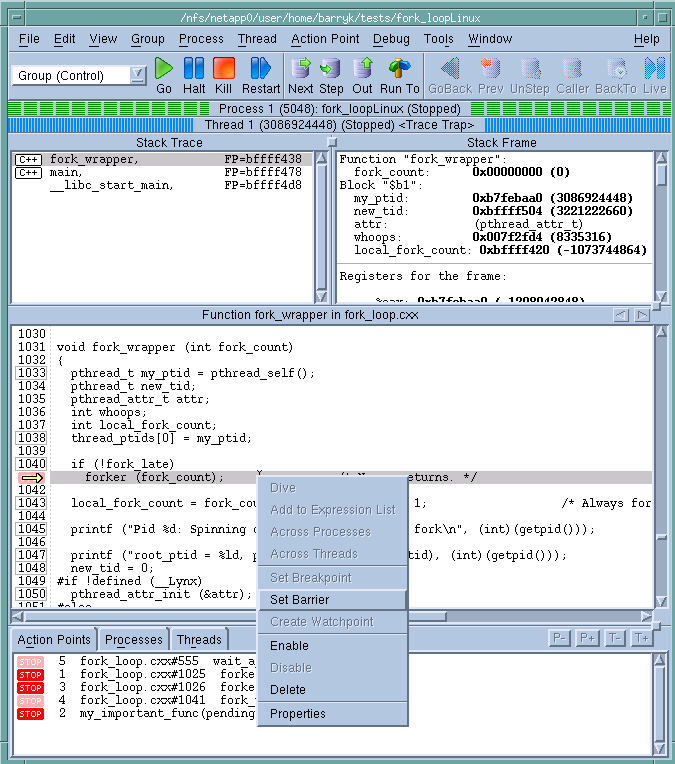 /nfs/netapp0/user/home/barryk/tests/fork_loopLinux
File Edit View Group Process Thread Action Point Debug Tools Window Help
Group (Control) Go Halt Kill Restart Next Step Out Run To GoBack Prev UnStep Caller BackTo Live
Process 1 (5048): fork_loopLinux (Stopped)
Thread 1 (3086924448) (Stopped) <Trace Trap>
Stack Trace
C++ fork_wrapper, FP=bffff438
C++ main, FP=bffff478
__libc_start_main, FP=bffff4d8
Stack Frame
Function "fork_wrapper":
fork_count: 0x00000000 (0)
Block "$b1":
my_ptid: 0xb7febaa0 (3086924448)
new_tid: 0xbffff504 (3221222660)
attr: (pthread_attr_t)
whoops: 0x007f2fd4 (8335316)
local_fork_count: 0xbffff420 (-1073744864)
Registers for the frame:
%eax: 0xb7febaa0 (-1208042848)
Function fork_wrapper in fork_loop.cxx
1030
1031 void fork_wrapper (int fork_count)
1032 {
1033 pthread_t my_ptid = pthread_self();
1034 pthread_t new_tid;
1035 pthread_attr_t attr;
1036 int whoops;
1037 int local_fork_count;
1038 thread_ptids[0] = my_ptid;
1039
1040 if (!fork_late)
forker (fork_count); returns. */
1042
1043 local_fork_count = fork_cou 1; /* Always for
1044
1045 printf ("Pid %d: Spinning fork\n", (int)(getpid()));
1046
1047 printf ("root_ptid = %ld, p tid), (int)(getpid()));
1048 new_tid = 0;
1049 #if !defined (__Lynx)
1050 pthread_attr_init (&attr);
1051 #else
Dive
Add to Expression List
Across Processes
Across Threads
Set Breakpoint
Set Barrier
Create Watchpoint
Enable
Disable
Delete
Properties
Action Points Processes Threads P- P+ T- T+
STOP 5 fork_loop.cxx#555 wait_a
STOP 1 fork_loop.cxx#1025 forke
STOP 3 fork_loop.cxx#1026 forke
STOP 4 fork_loop.cxx#1041 fork_
STOP 2 my_important_func(pending